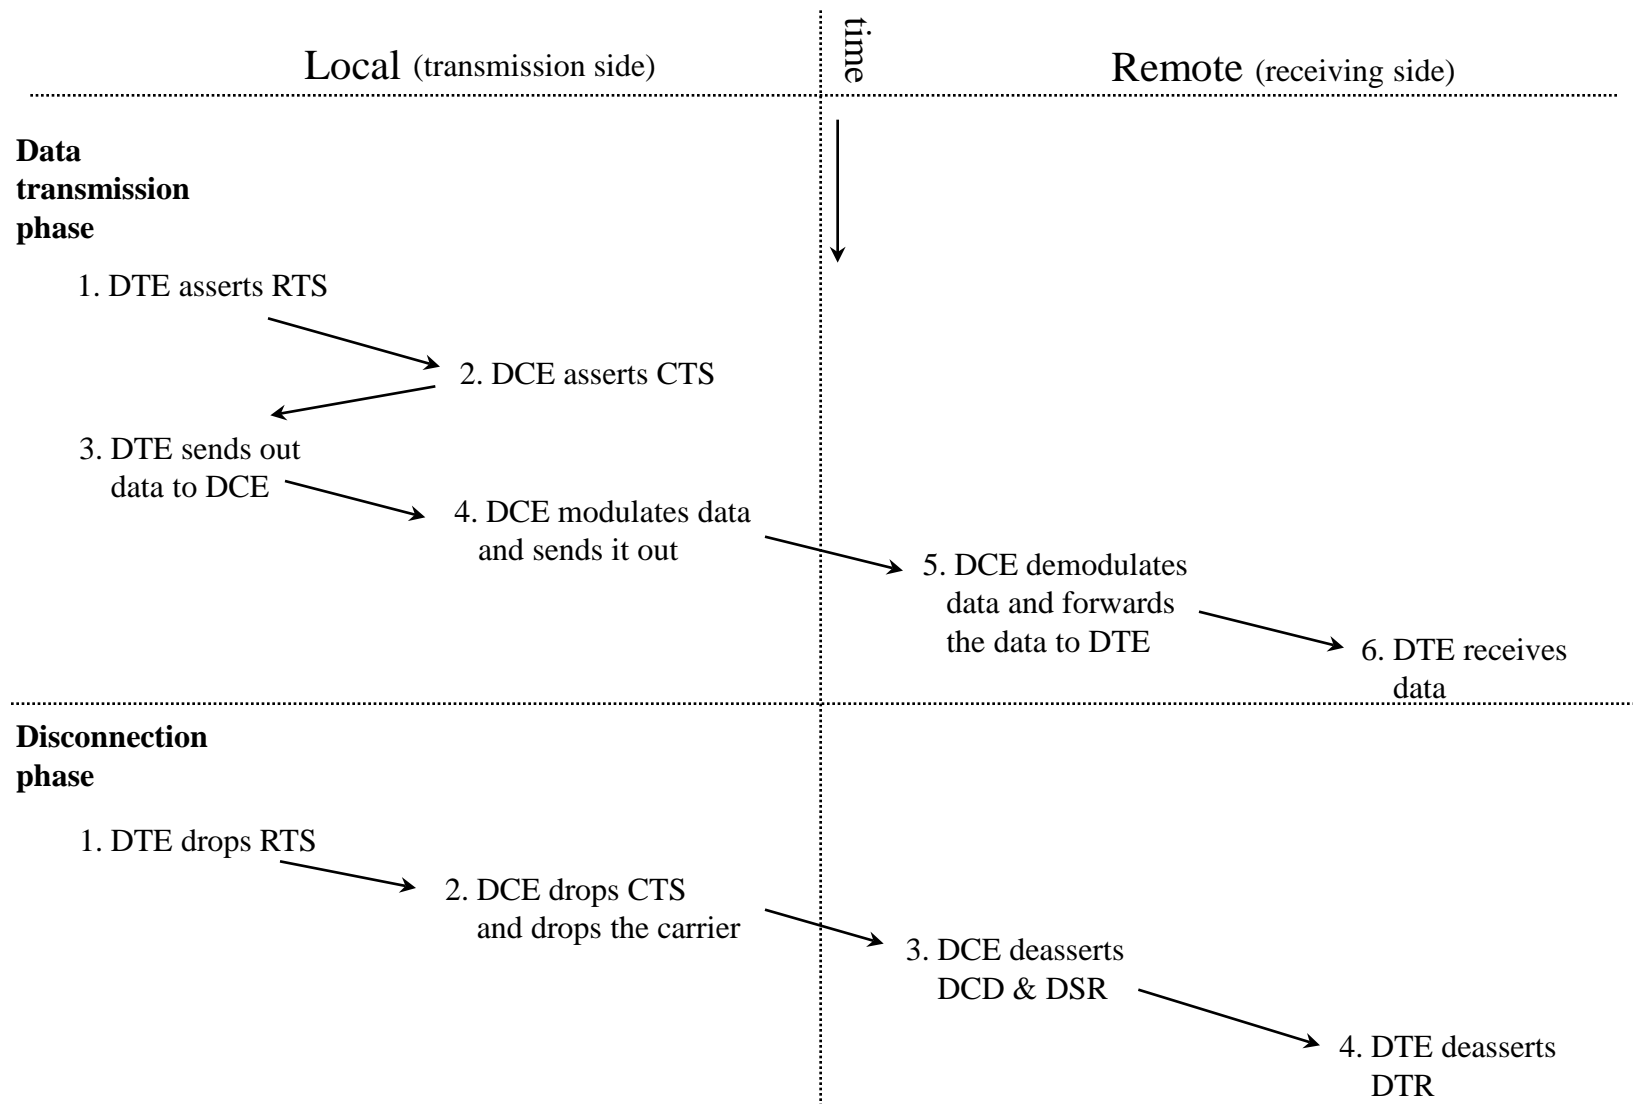 time
Local (transmission side)
Remote (receiving side)
Data
transmission
phase
1. DTE asserts RTS
2. DCE asserts CTS
3. DTE sends out
data to DCE
4. DCE modulates data
and sends it out
5. DCE demodulates
data and forwards
the data to DTE
6. DTE receives
data
Disconnection
phase
1. DTE drops RTS
2. DCE drops CTS
and drops the carrier
3. DCE deasserts
DCD & DSR
4. DTE deasserts
DTR